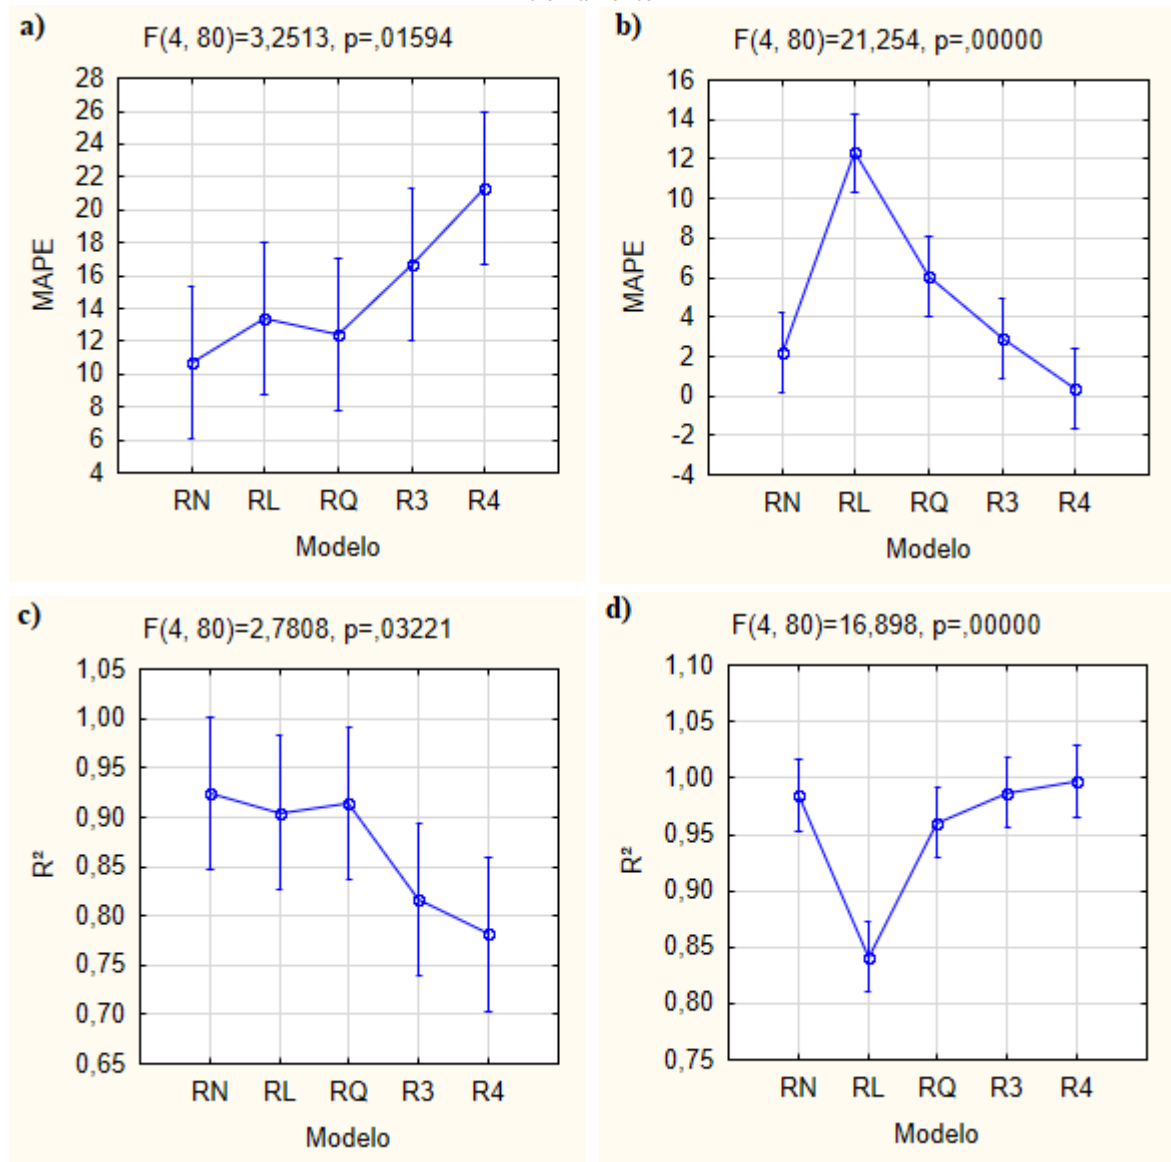 a)
F(4, 80)=3,2513, p=,01594
28
26
24
22
20
18
16
14
12
10
8
6
4
MAPE
RN RL RQ R3 R4
Modelo
b)
F(4, 80)=21,254, p=,00000
16
14
12
10
8
6
4
2
0
-2
-4
MAPE
RN RL RQ R3 R4
Modelo
c)
F(4, 80)=2,7808, p=,03221
1,05
1,00
0,95
0,90
0,85
0,80
0,75
0,70
0,65
R²
RN RL RQ R3 R4
Modelo
d)
F(4, 80)=16,898, p=,00000
1,10
1,05
1,00
0,95
0,90
0,85
0,80
0,75
R²
RN RL RQ R3 R4
Modelo